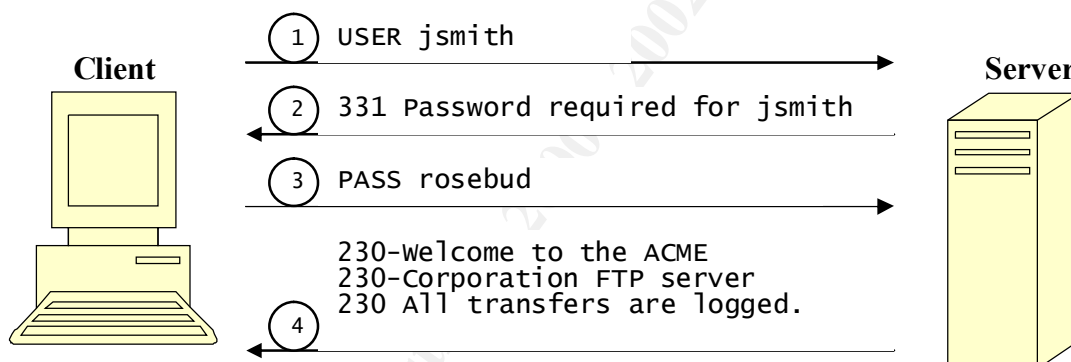 1 USER jsmith
Client
Server
2 331 Password required for jsmith
3 PASS rosebud
230-Welcome to the ACME
230-Corporation FTP server
230 All transfers are logged.
4